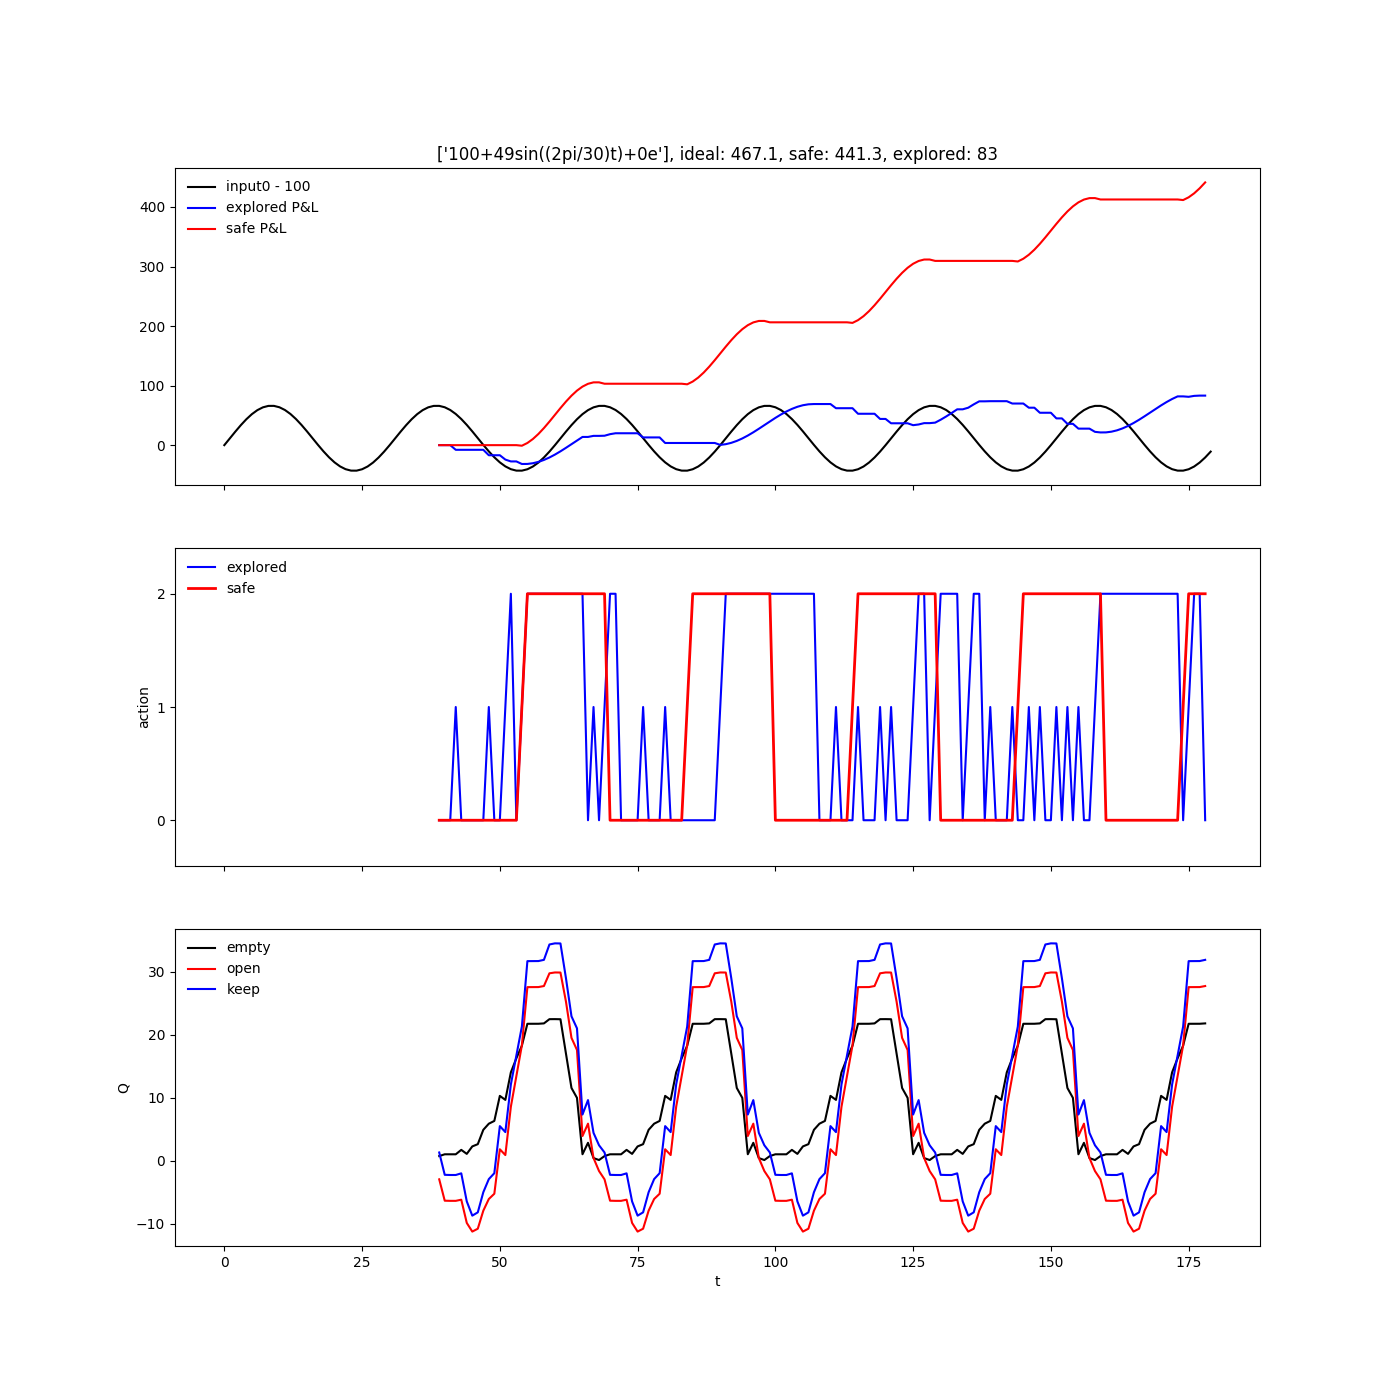 ['100+49sin((2pi/30)t)+0e'], ideal: 467.1, safe: 441.3, explored: 83
input0 - 100
explored P&L
safe P&L
400
300
200
100
0
explored
safe
2
1
0
action
empty
open
keep
30
20
10
0
−10
Q
0 25 50 75 100 125 150 175
t